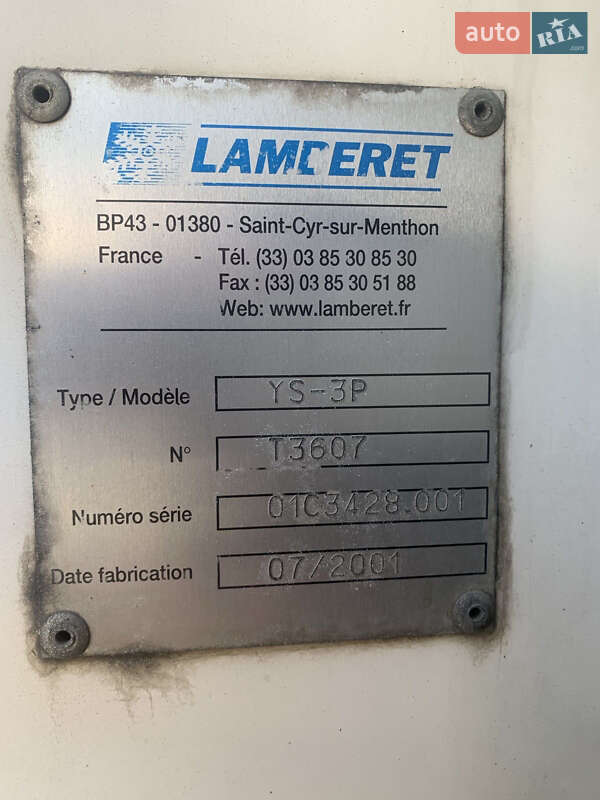 auto RIA.com
LAMBERET
BP43 - 01380 - Saint-Cyr-sur-Menthon
France - Tél. (33) 03 85 30 85 30
Fax : (33) 03 85 30 51 88
Web: www.lamberet.fr
Type / Modèle YS-3P
N° T3607
Numéro série 01C3428.001
Date fabrication 07/2001